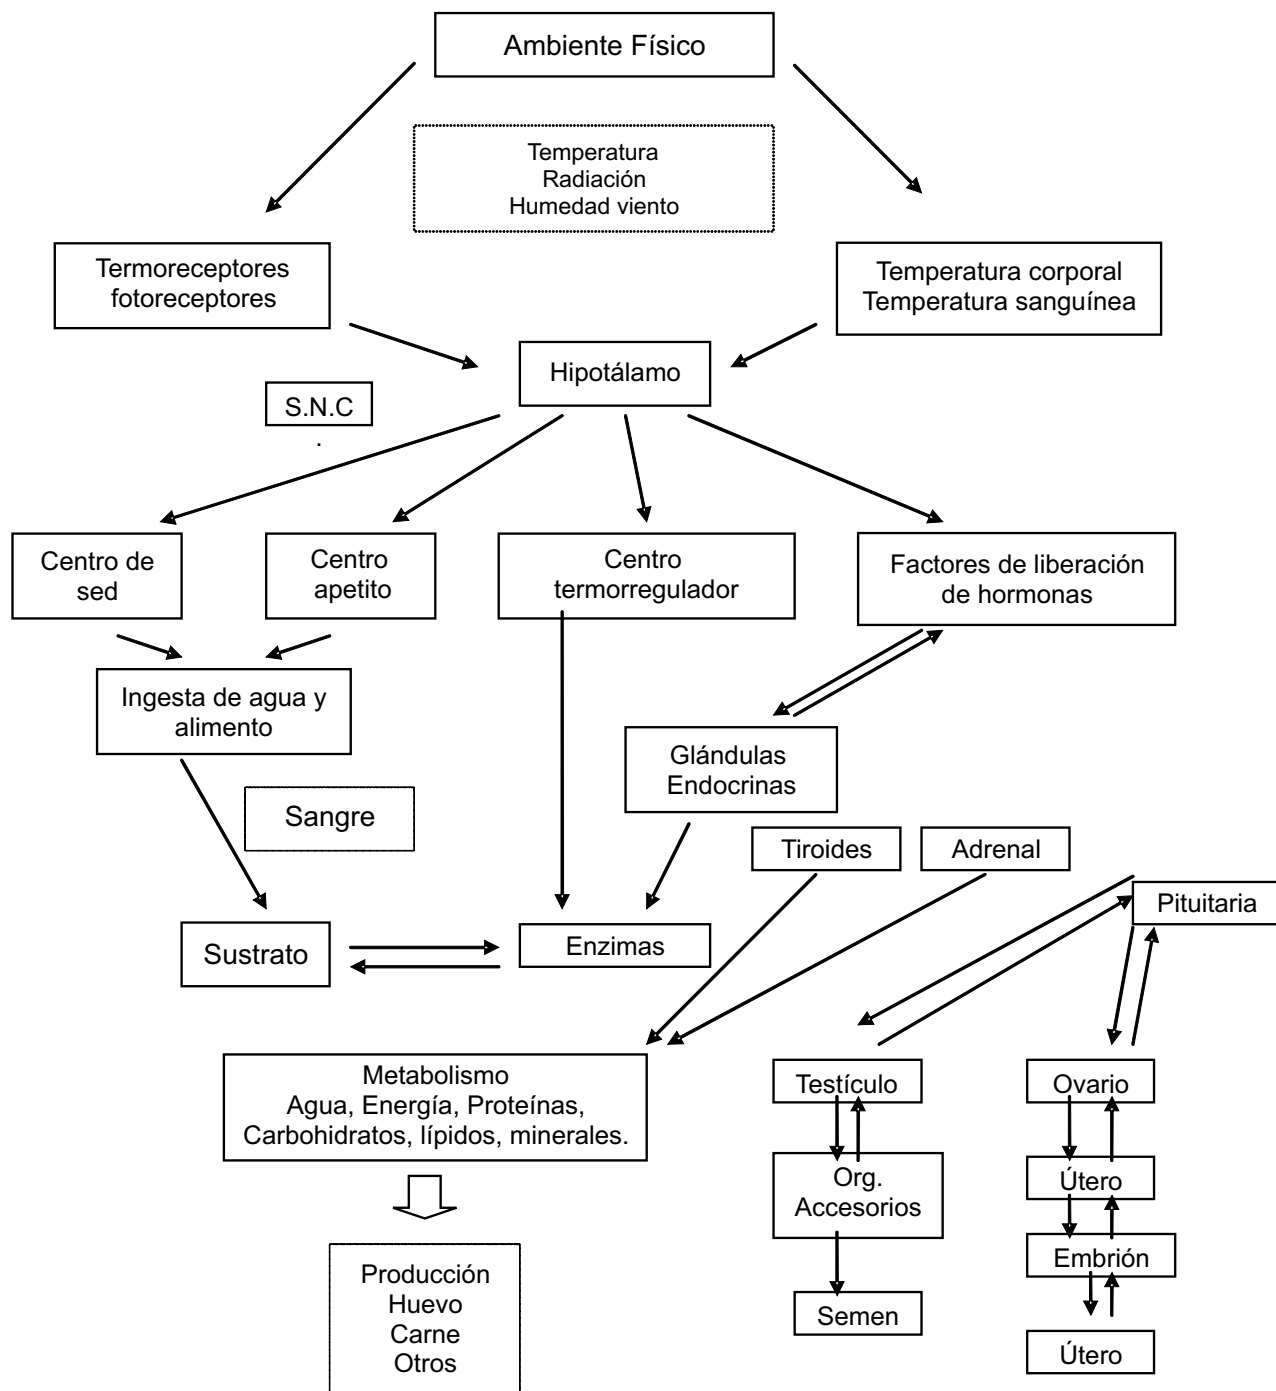 Ambiente Físico
Temperatura
Radiación
Humedad viento
Termoreceptores
fotoreceptores
Temperatura corporal
Temperatura sanguínea
Hipotálamo
S.N.C
.
Centro de
sed
Centro
apetito
Centro
termorregulador
Factores de liberación
de hormonas
Ingesta de agua y
alimento
Glándulas
Endocrinas
Sangre
Tiroides
Adrenal
Pituitaria
Sustrato
Enzimas
Metabolismo
Agua, Energía, Proteínas,
Carbohidratos, lípidos, minerales.
Testículo
Ovario
Org.
Accesorios
Útero
Embrión
Producción
Huevo
Carne
Otros
Semen
Útero